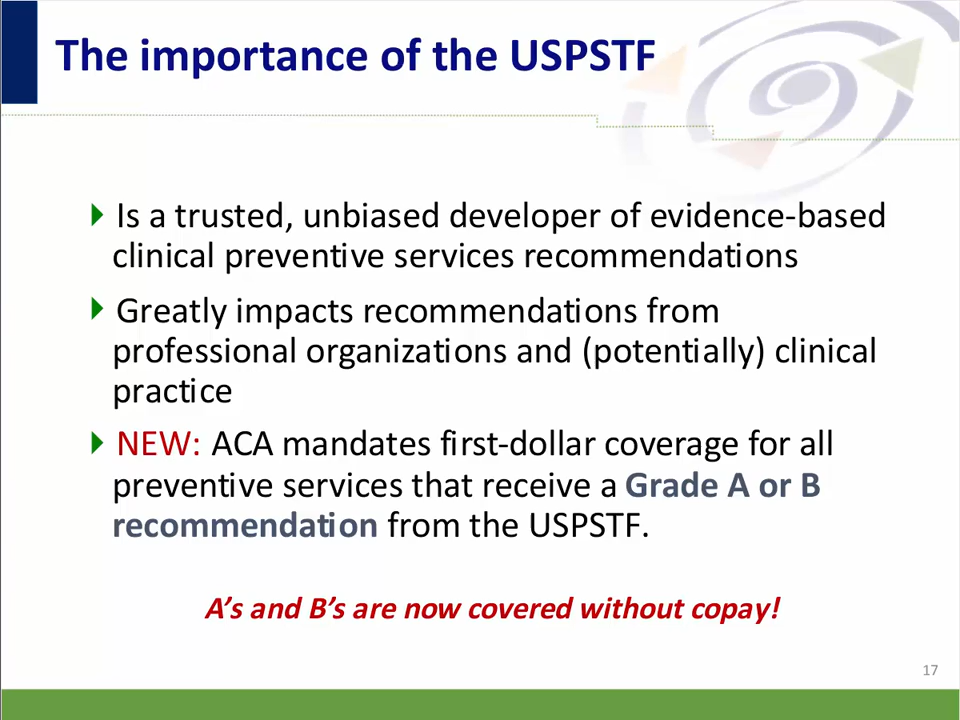 The importance of the USPSTF
Is a trusted, unbiased developer of evidence-based
clinical preventive services recommendations
Greatly impacts recommendations from
professional organizations and (potentially) clinical
practice
NEW: ACA mandates first-dollar coverage for all
preventive services that receive a Grade A or B
recommendation from the USPSTF.
A’s and B’s are now covered without copay!
17